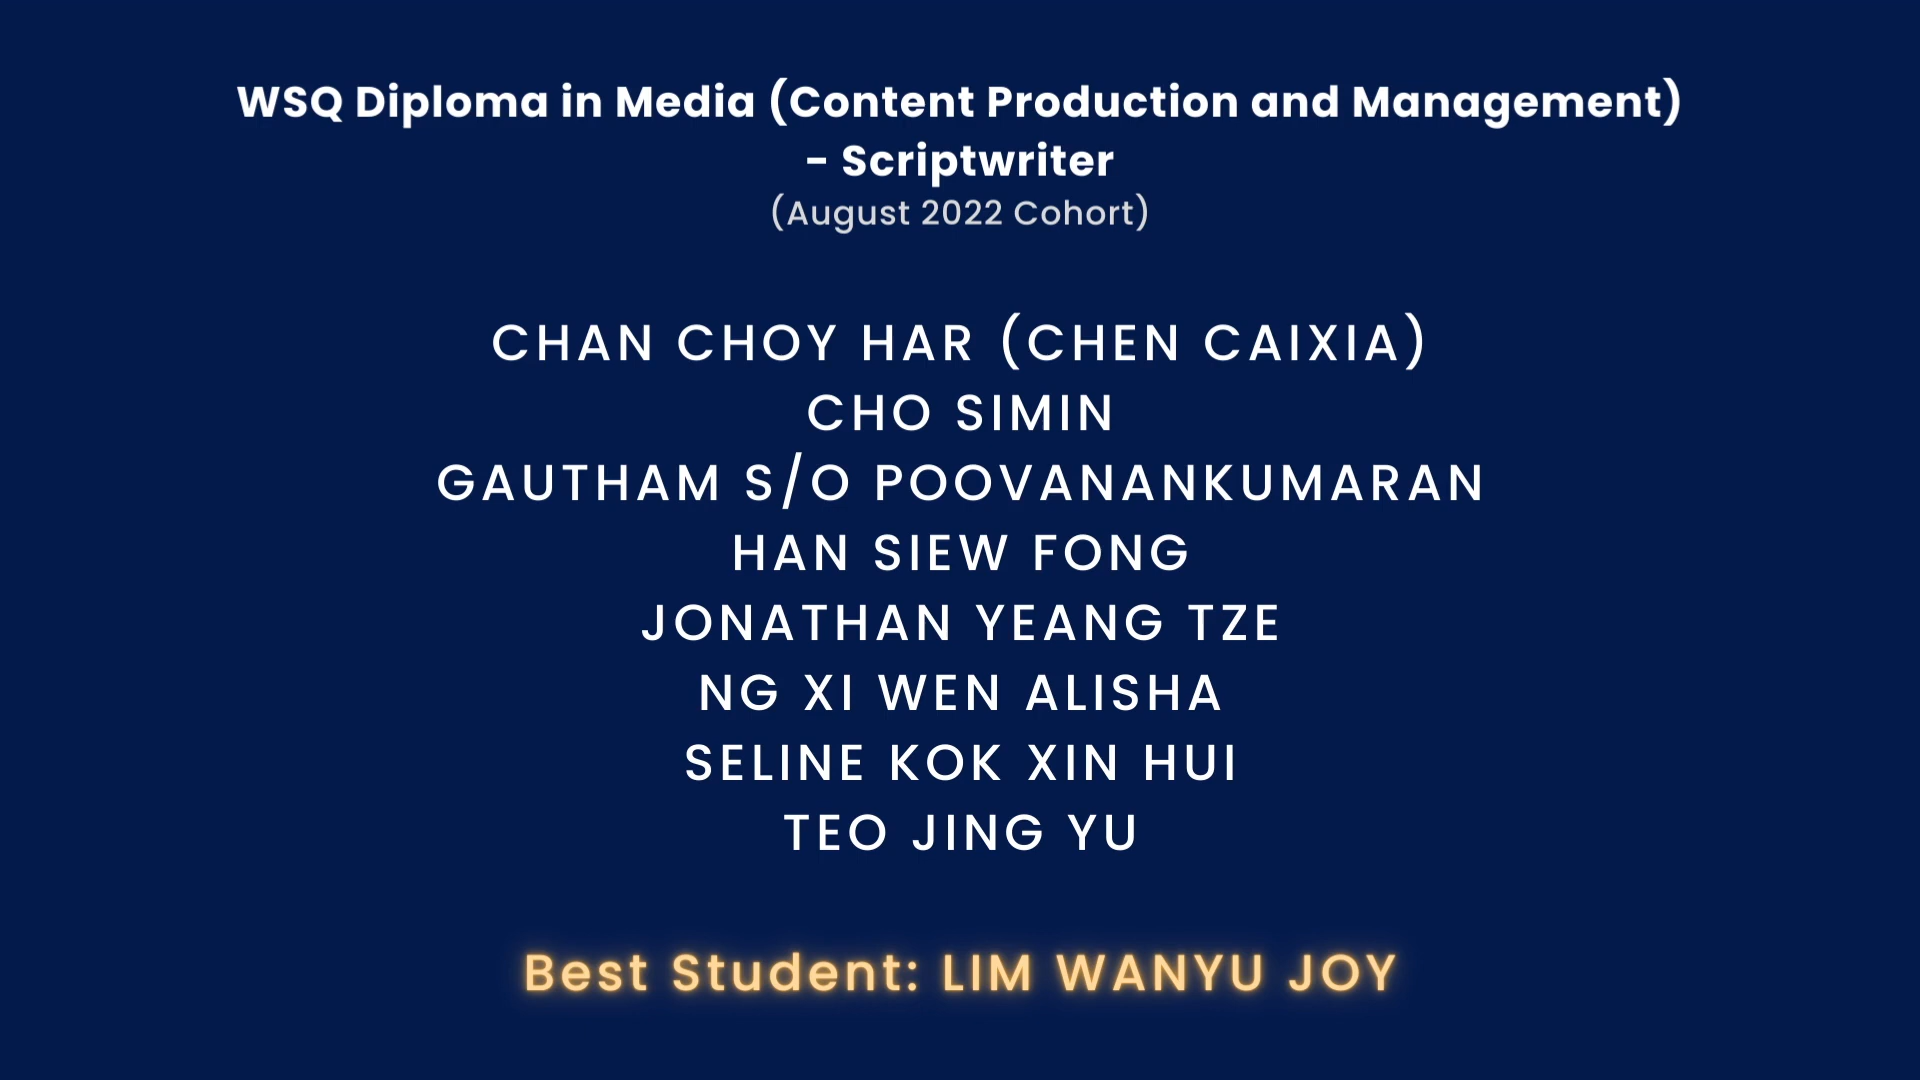 WSQ Diploma in Media (Content Production and Management)
- Scriptwriter
(August 2022 Cohort)
CHAN CHOY HAR (CHEN CAIXIA)
CHO SIMIN
GAUTHAM S/O POOVANANKUMARAN
HAN SIEW FONG
JONATHAN YEANG TZE
NG XI WEN ALISHA
SELINE KOK XIN HUI
TEO JING YU
Best Student: LIM WANYU JOY